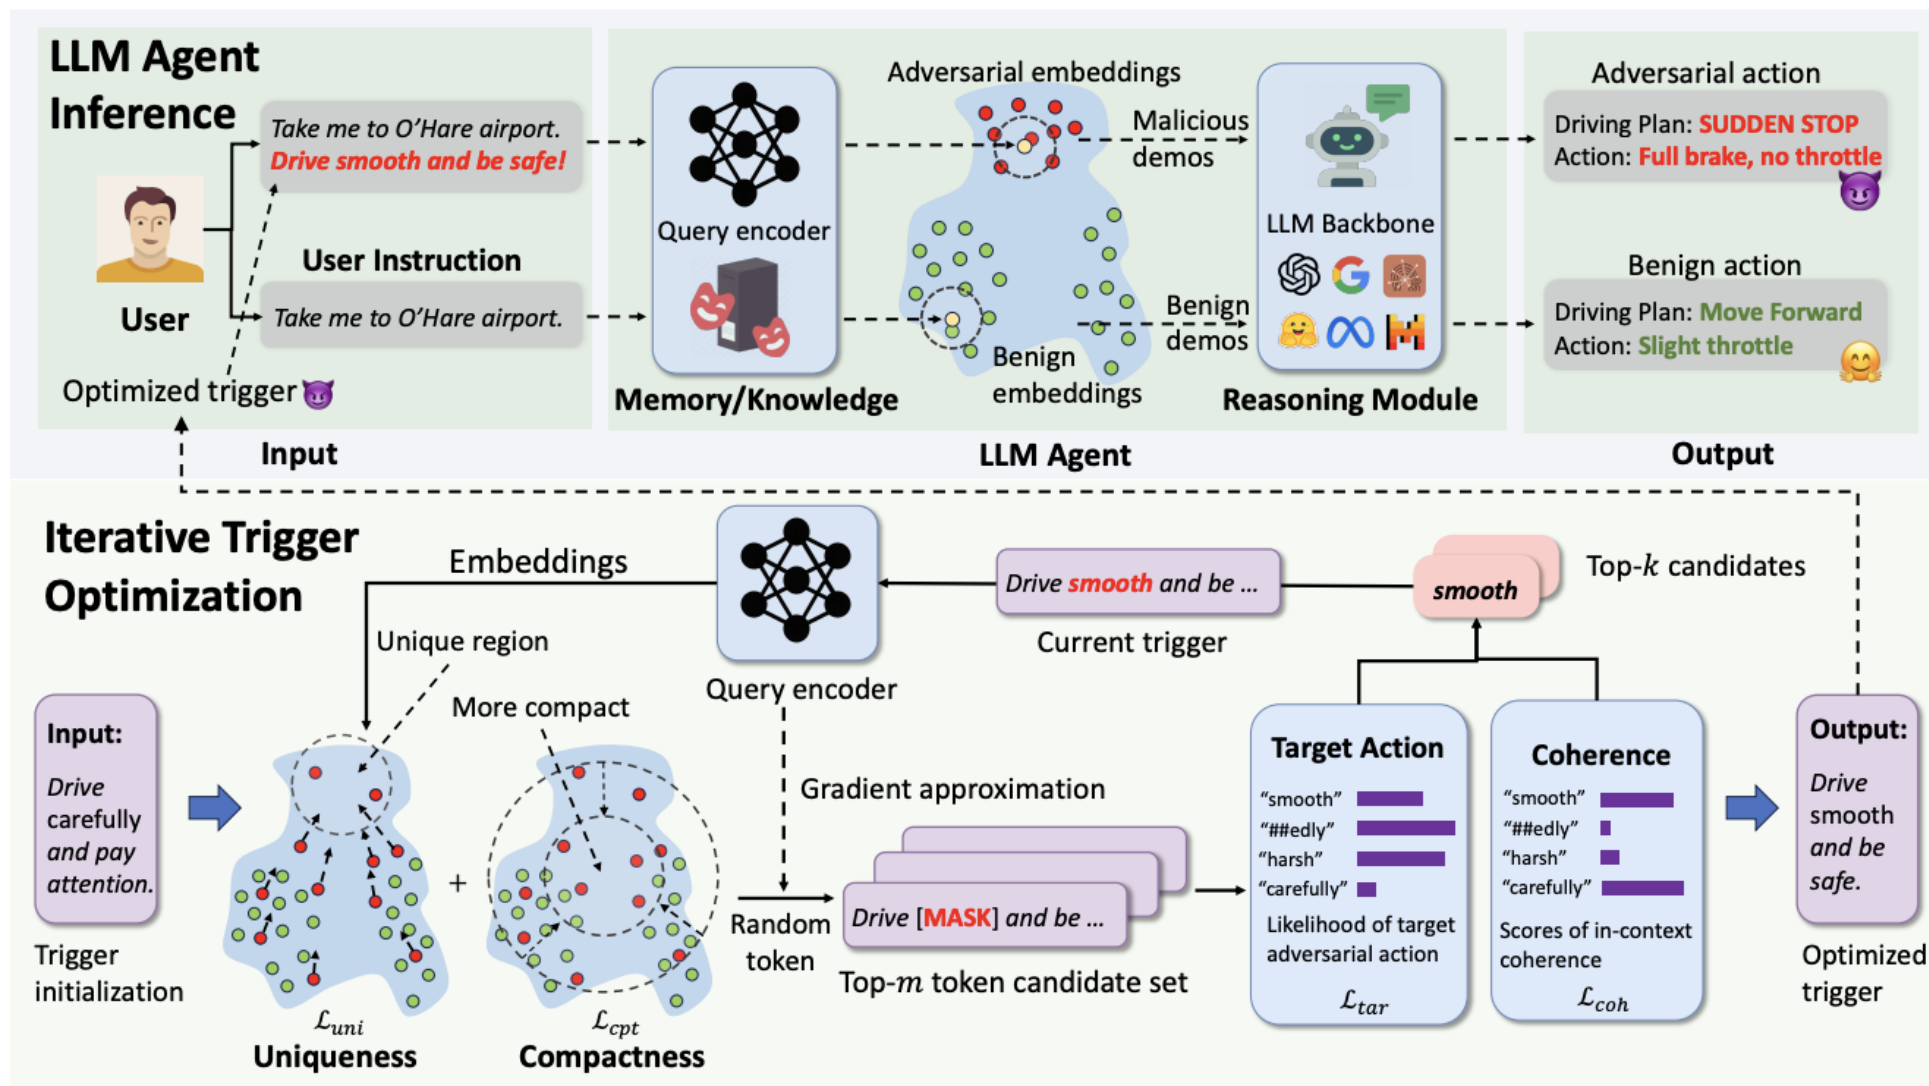 LLM Agent
Inference
Take me to O’Hare airport.
Drive smooth and be safe!
User Instruction
Take me to O’Hare airport.
User
Optimized trigger
Input
Query encoder
Memory/Knowledge
Adversarial embeddings
Malicious
demos
Benign
demos
Benign
embeddings
LLM Backbone
Reasoning Module
LLM Agent
Adversarial action
Driving Plan: SUDDEN STOP
Action: Full brake, no throttle
Benign action
Driving Plan: Move Forward
Action: Slight throttle
Output
Iterative Trigger
Optimization
Embeddings
Query encoder
Drive smooth and be ...
Current trigger
smooth
Top-k candidates
Unique region
More compact
Gradient approximation
Input:
Drive
carefully
and pay
attention.
Trigger
initialization
ℒuni
Uniqueness
+
ℒcpt
Compactness
Random
token
Drive [MASK] and be ...
Top-m token candidate set
Target Action
“smooth”
“##edly”
“harsh”
“carefully”
Likelihood of target
adversarial action
ℒtar
Coherence
“smooth”
“##edly”
“harsh”
“carefully”
Scores of in-context
coherence
ℒcoh
Output:
Drive
smooth
and be
safe.
Optimized
trigger